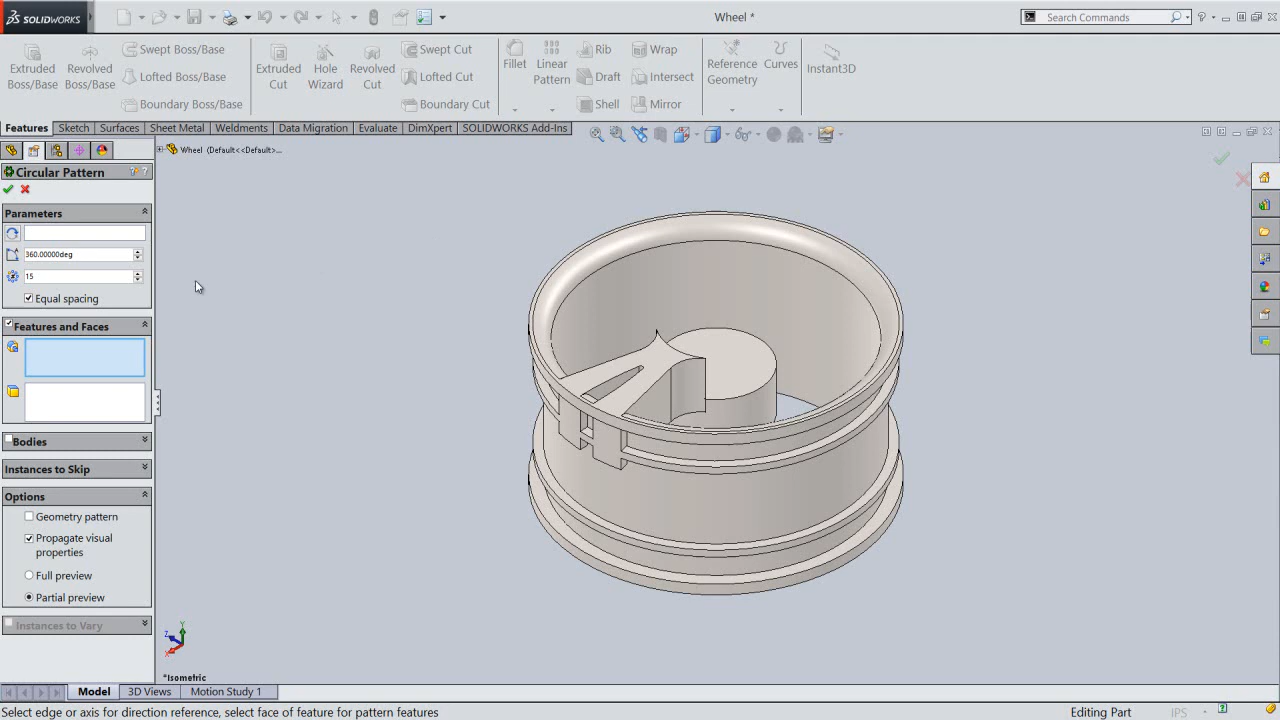 SOLIDWORKS
Wheel *
Search Commands
Extruded Boss/Base
Revolved Boss/Base
Swept Boss/Base
Lofted Boss/Base
Boundary Boss/Base
Extruded Cut
Hole Wizard
Revolved Cut
Swept Cut
Lofted Cut
Boundary Cut
Fillet
Linear Pattern
Rib
Draft
Shell
Wrap
Intersect
Mirror
Reference Geometry
Curves
Instant3D
Features
Sketch
Surfaces
Sheet Metal
Weldments
Data Migration
Evaluate
DimXpert
SOLIDWORKS Add-Ins
Wheel (Default<<Default>...
Circular Pattern
Parameters
360.00000deg
15
Equal spacing
Features and Faces
Bodies
Instances to Skip
Options
Geometry pattern
Propagate visual
properties
Full preview
Partial preview
Instances to Vary
Y
Z
X
*Isometric
Model
3D Views
Motion Study 1
Select edge or axis for direction reference, select face of feature for pattern features
Editing Part
IPS